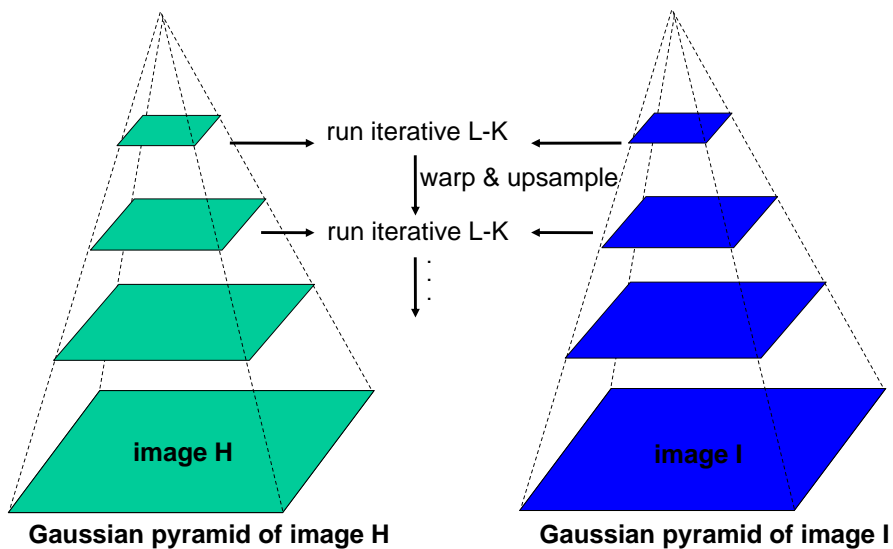 run iterative L-K
warp & upsample
run iterative L-K
.
.
.
image H
image I
Gaussian pyramid of image H
Gaussian pyramid of image I